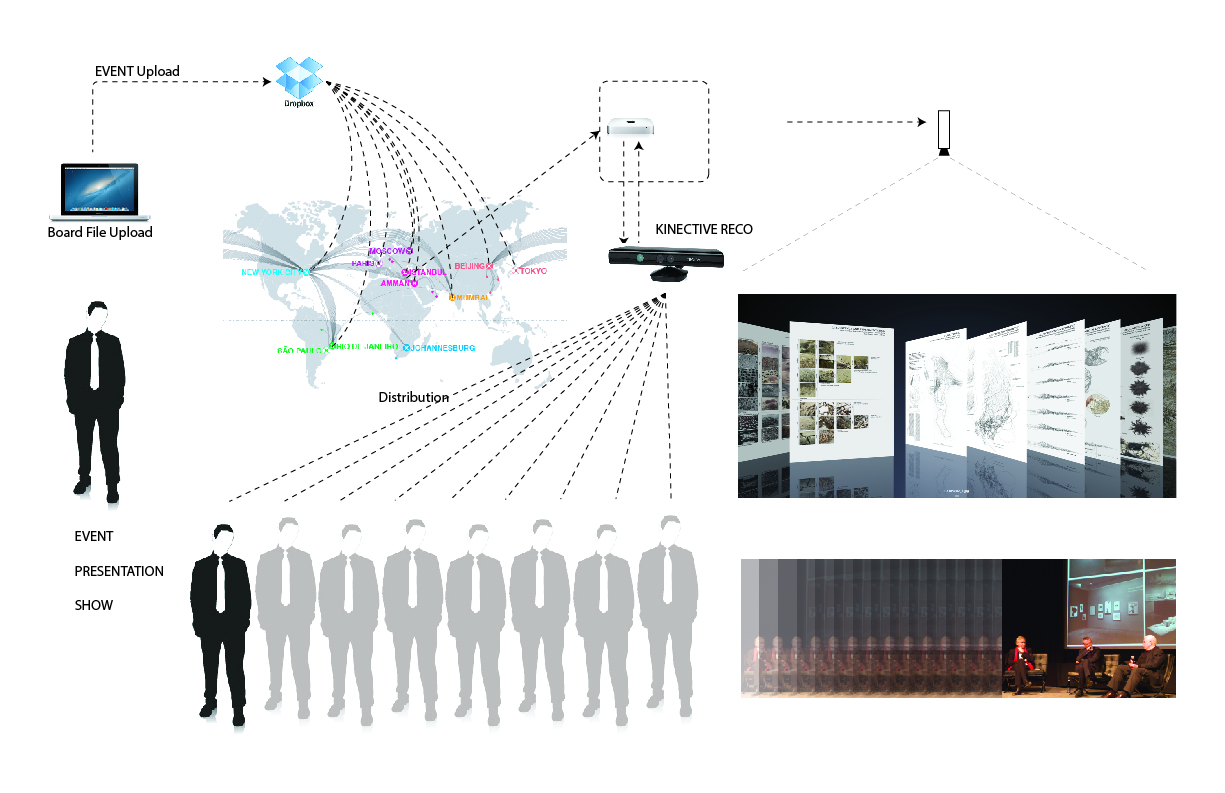 EVENT Upload
Dropbox
Board File Upload
KINECTIVE RECO
MOSCOW
PARIS
NEW YORK CITY
ISTANBUL
BEIJING
TOKYO
AMMAN
MUMBAI
SÃO PAULO
RIO DE JANEIRO
JOHANNESBURG
Distribution
EVENT
PRESENTATION
SHOW